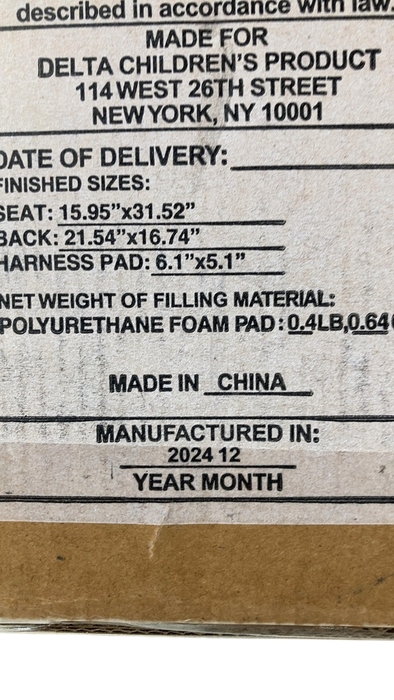 described in accordance with law.
MADE FOR
DELTA CHILDREN'S PRODUCT
114 WEST 26TH STREET
NEW YORK, NY 10001
DATE OF DELIVERY:
FINISHED SIZES:
SEAT: 15.95"x31.52"
BACK: 21.54"x16.74"
HARNESS PAD: 6.1"x5.1"
NET WEIGHT OF FILLING MATERIAL:
POLYURETHANE FOAM PAD: 0.4LB,0.64
MADE IN CHINA
MANUFACTURED IN:
2024 12
YEAR MONTH